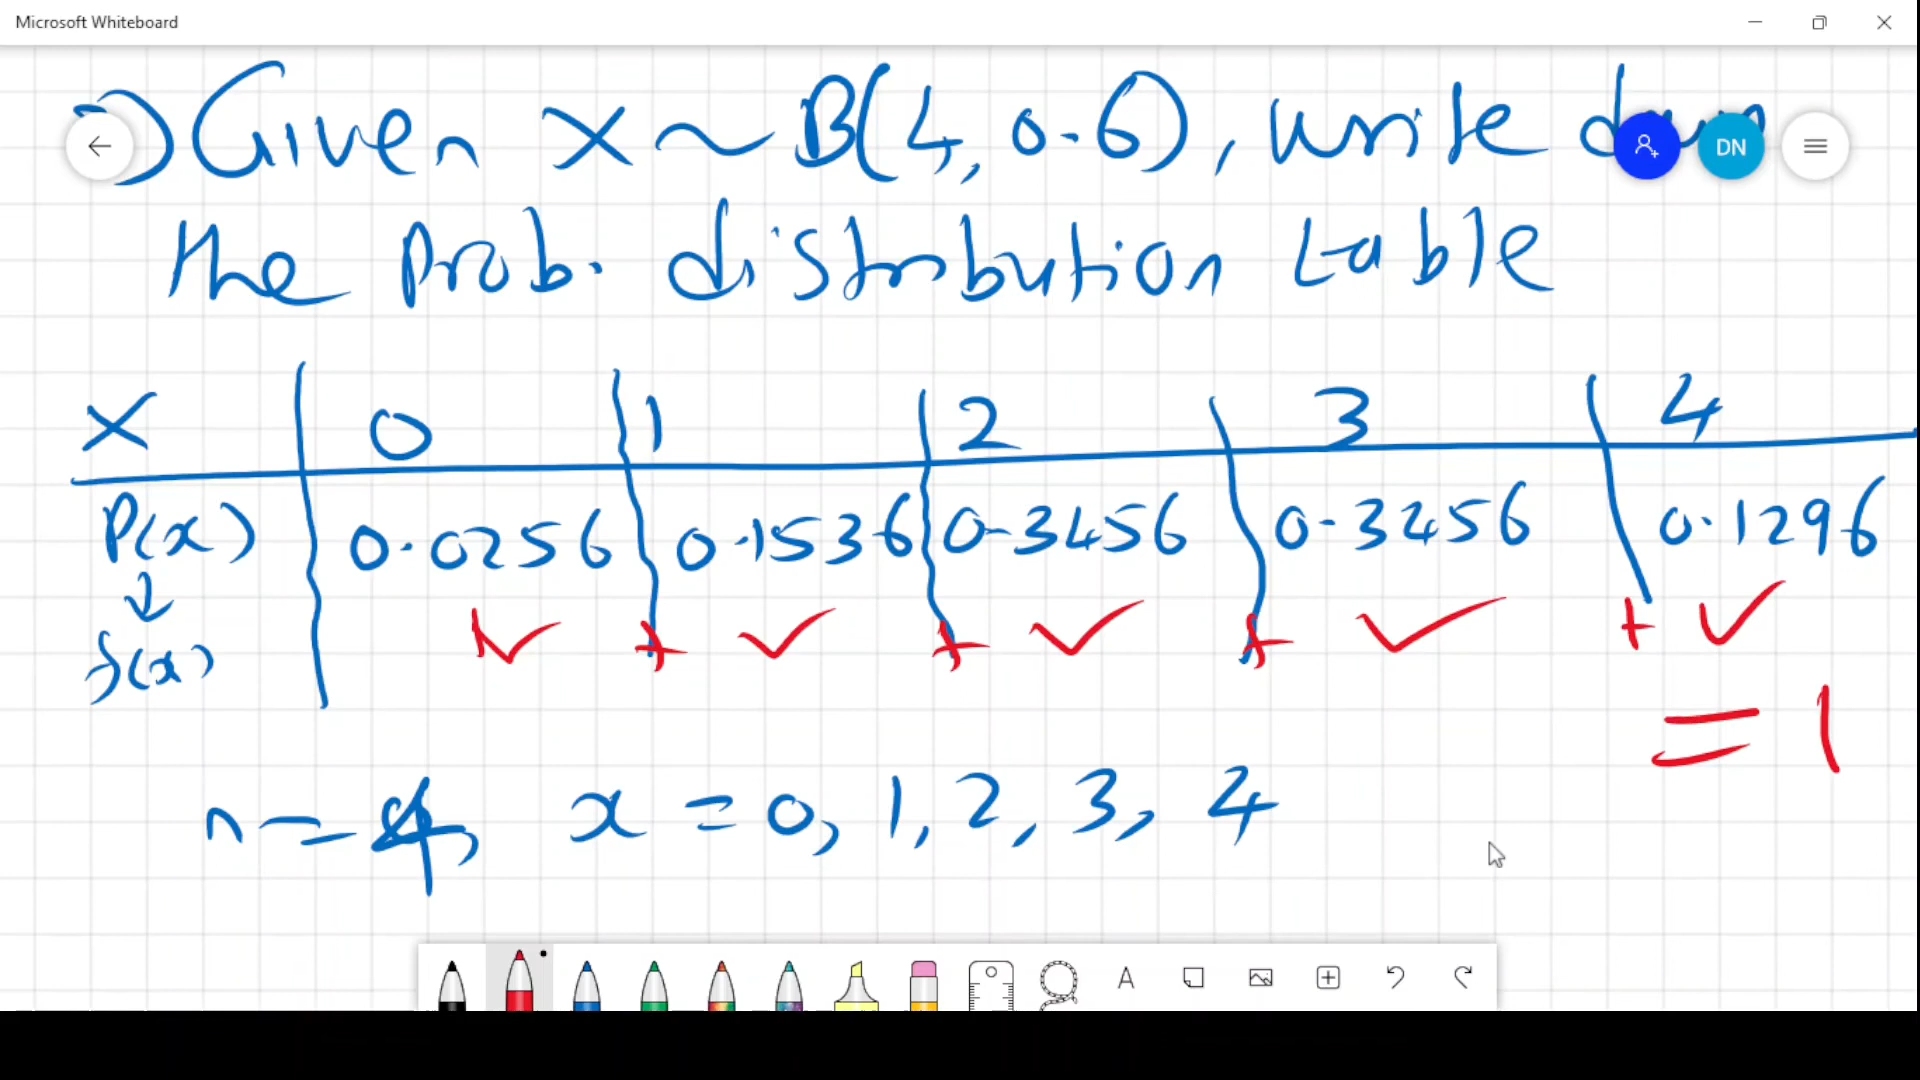 Microsoft Whiteboard
) Given X ~ B(4, 0.6), write down
the Prob. distribution table
DN
X 0 1 2 3 4
P(x) 0.0256 0.1536 0.3456 0.3456 0.1296
↓ ✓ + ✓ + ✓ + ✓ + ✓
f(x)
= 1
n = 4, x = 0, 1, 2, 3, 4